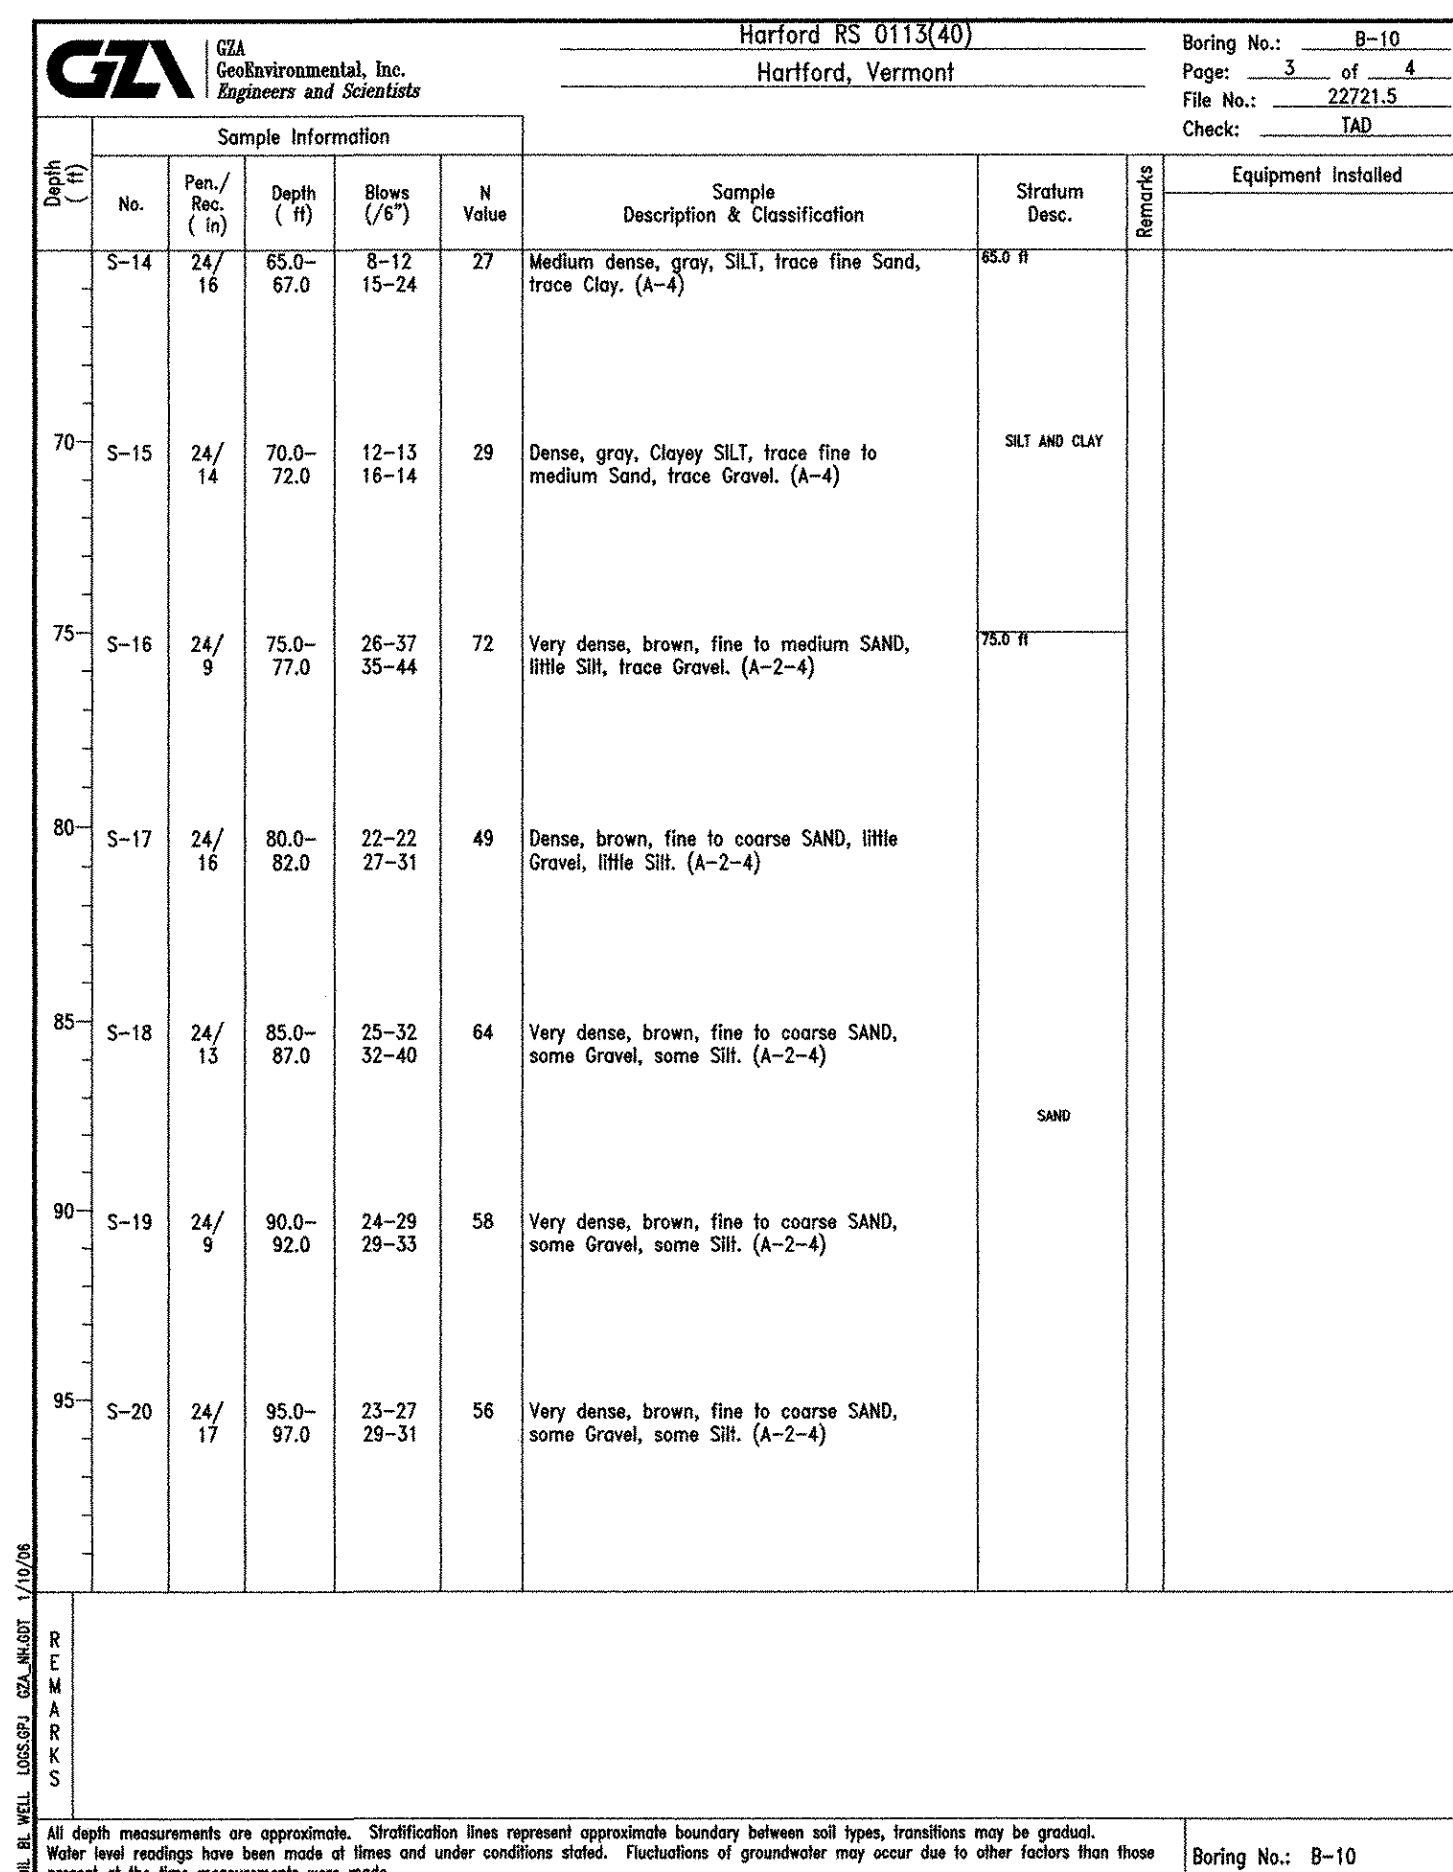 GZA
GZA
GeoEnvironmental, Inc.
Engineers and Scientists
Harford RS 0113(40)
Hartford, Vermont
Boring No.: B-10
Page: 3 of 4
File No.: 22721.5
Check: TAD
Depth ( ft)
Sample Information
No.
Pen./ Rec. ( in)
Depth ( ft)
Blows (/6")
N Value
Sample Description & Classification
Stratum Desc.
Remarks
Equipment Installed
S-14 24/ 65.0- 8-12 27 Medium dense, gray, SILT, trace fine Sand, 65.0 ft
16 67.0 15-24 trace Clay. (A-4)
70 S-15 24/ 70.0- 12-13 29 Dense, gray, Clayey SILT, trace fine to SILT AND CLAY
14 72.0 16-14 medium Sand, trace Gravel. (A-4)
75 S-16 24/ 75.0- 26-37 72 Very dense, brown, fine to medium SAND, 75.0 ft
9 77.0 35-44 little Silt, trace Gravel. (A-2-4)
80 S-17 24/ 80.0- 22-22 49 Dense, brown, fine to coarse SAND, little
16 82.0 27-31 Gravel, little Silt. (A-2-4)
85 S-18 24/ 85.0- 25-32 64 Very dense, brown, fine to coarse SAND,
13 87.0 32-40 some Gravel, some Silt. (A-2-4)
SAND
90 S-19 24/ 90.0- 24-29 58 Very dense, brown, fine to coarse SAND,
9 92.0 29-33 some Gravel, some Silt. (A-2-4)
95 S-20 24/ 95.0- 23-27 56 Very dense, brown, fine to coarse SAND,
17 97.0 29-31 some Gravel, some Silt. (A-2-4)
REMARKS
BL WELL LOGS.GPJ GZA_NH.GDT 1/10/06
All depth measurements are approximate. Stratification lines represent approximate boundary between soil types, transitions may be gradual.
Water level readings have been made at times and under conditions stated. Fluctuations of groundwater may occur due to other factors than those
present at the time measurements were made.
Boring No.: B-10